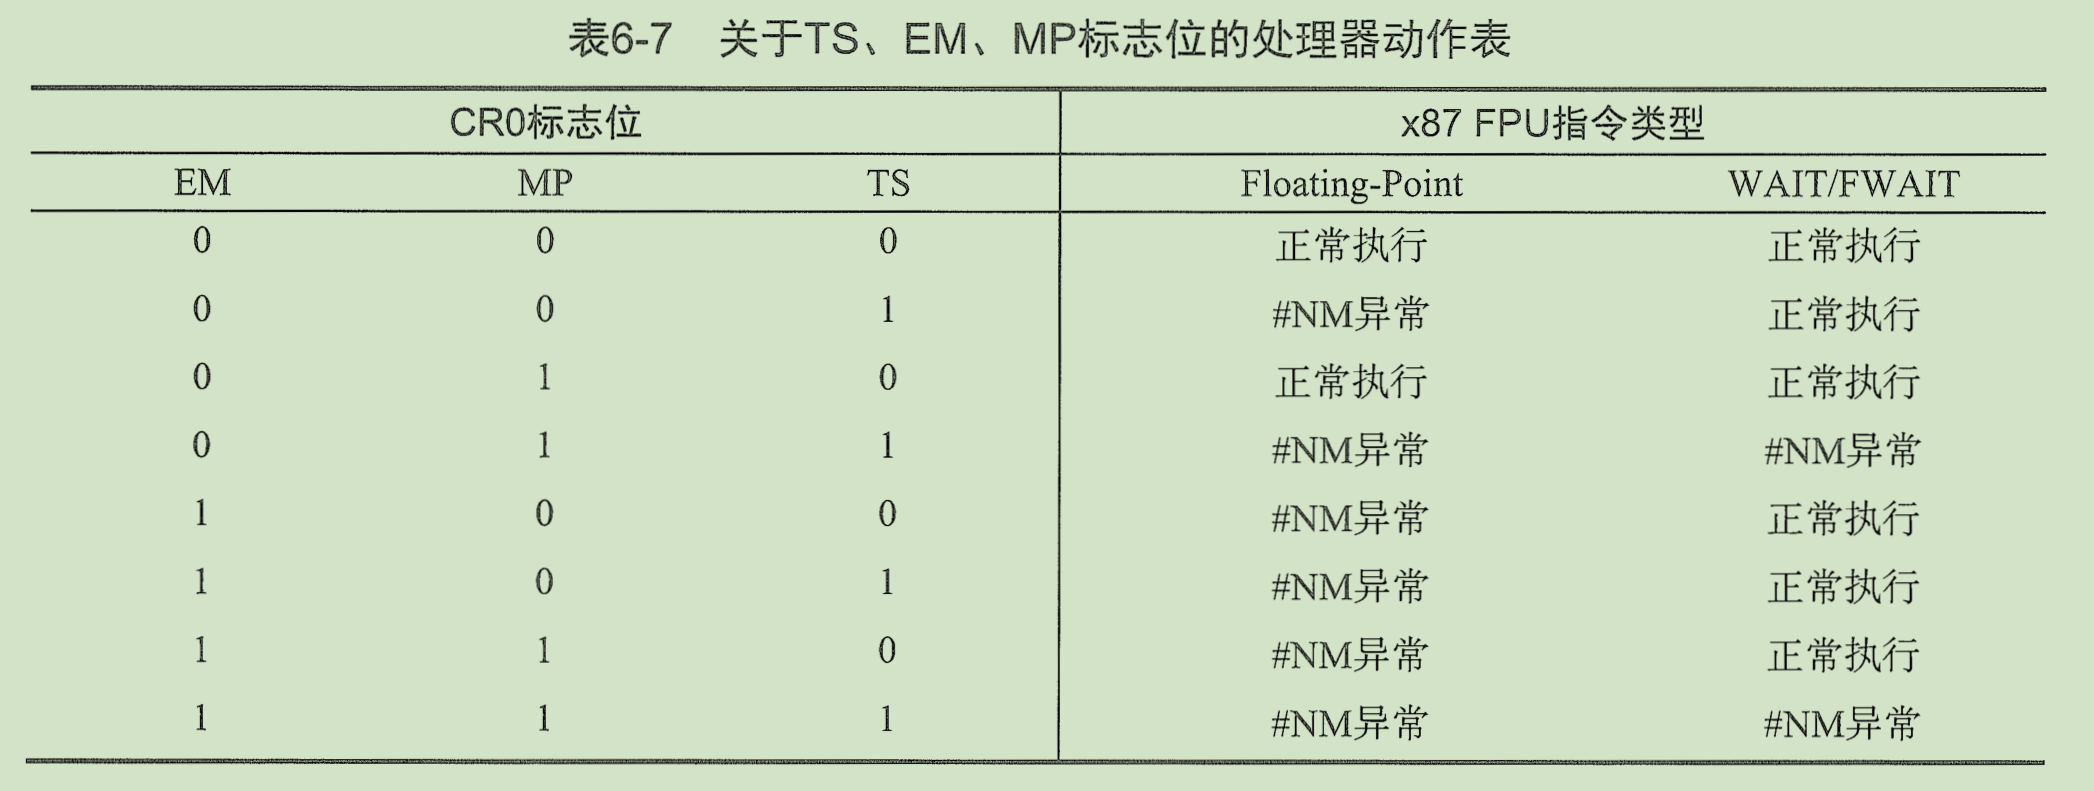 表6-7 关于TS、EM、MP标志位的处理器动作表
CR0标志位 x87 FPU指令类型
EM MP TS Floating-Point WAIT/FWAIT
0 0 0 正常执行 正常执行
0 0 1 #NM异常 正常执行
0 1 0 正常执行 正常执行
0 1 1 #NM异常 #NM异常
1 0 0 #NM异常 正常执行
1 0 1 #NM异常 正常执行
1 1 0 #NM异常 正常执行
1 1 1 #NM异常 #NM异常